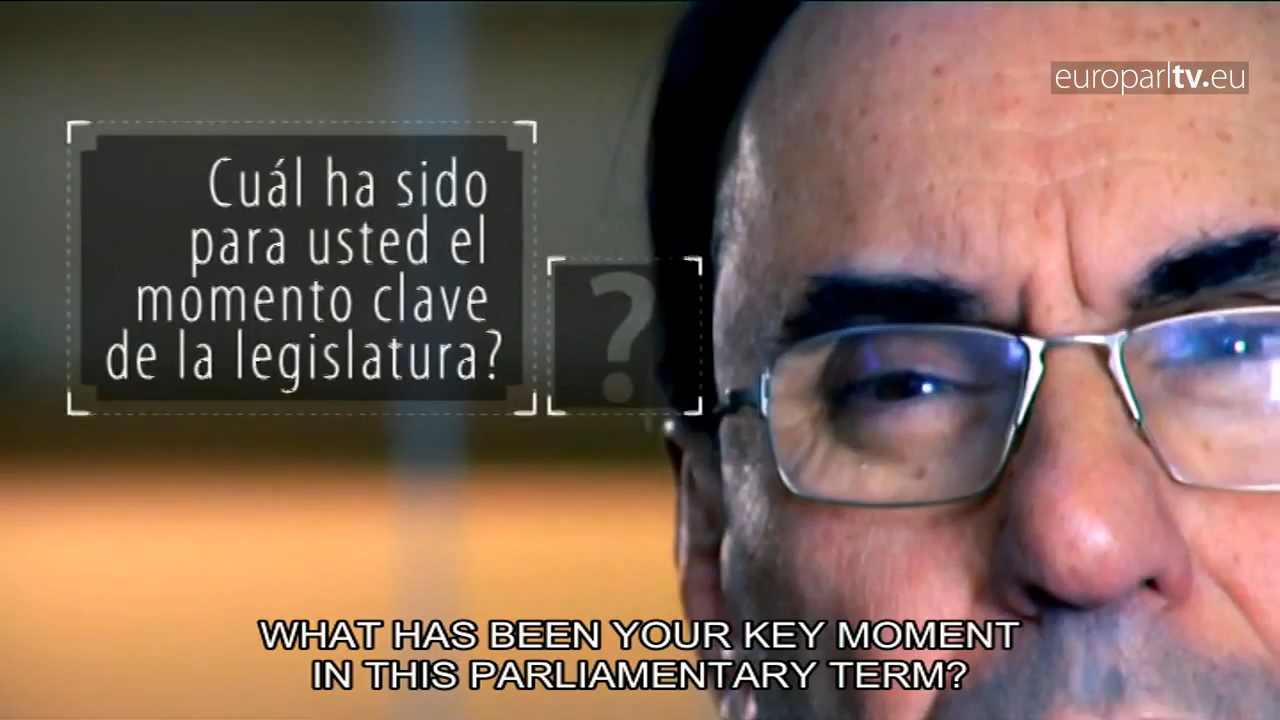 europarltv.eu
Cuál ha sido
para usted el
momento clave
de la legislatura?
?
WHAT HAS BEEN YOUR KEY MOMENT
IN THIS PARLIAMENTARY TERM?